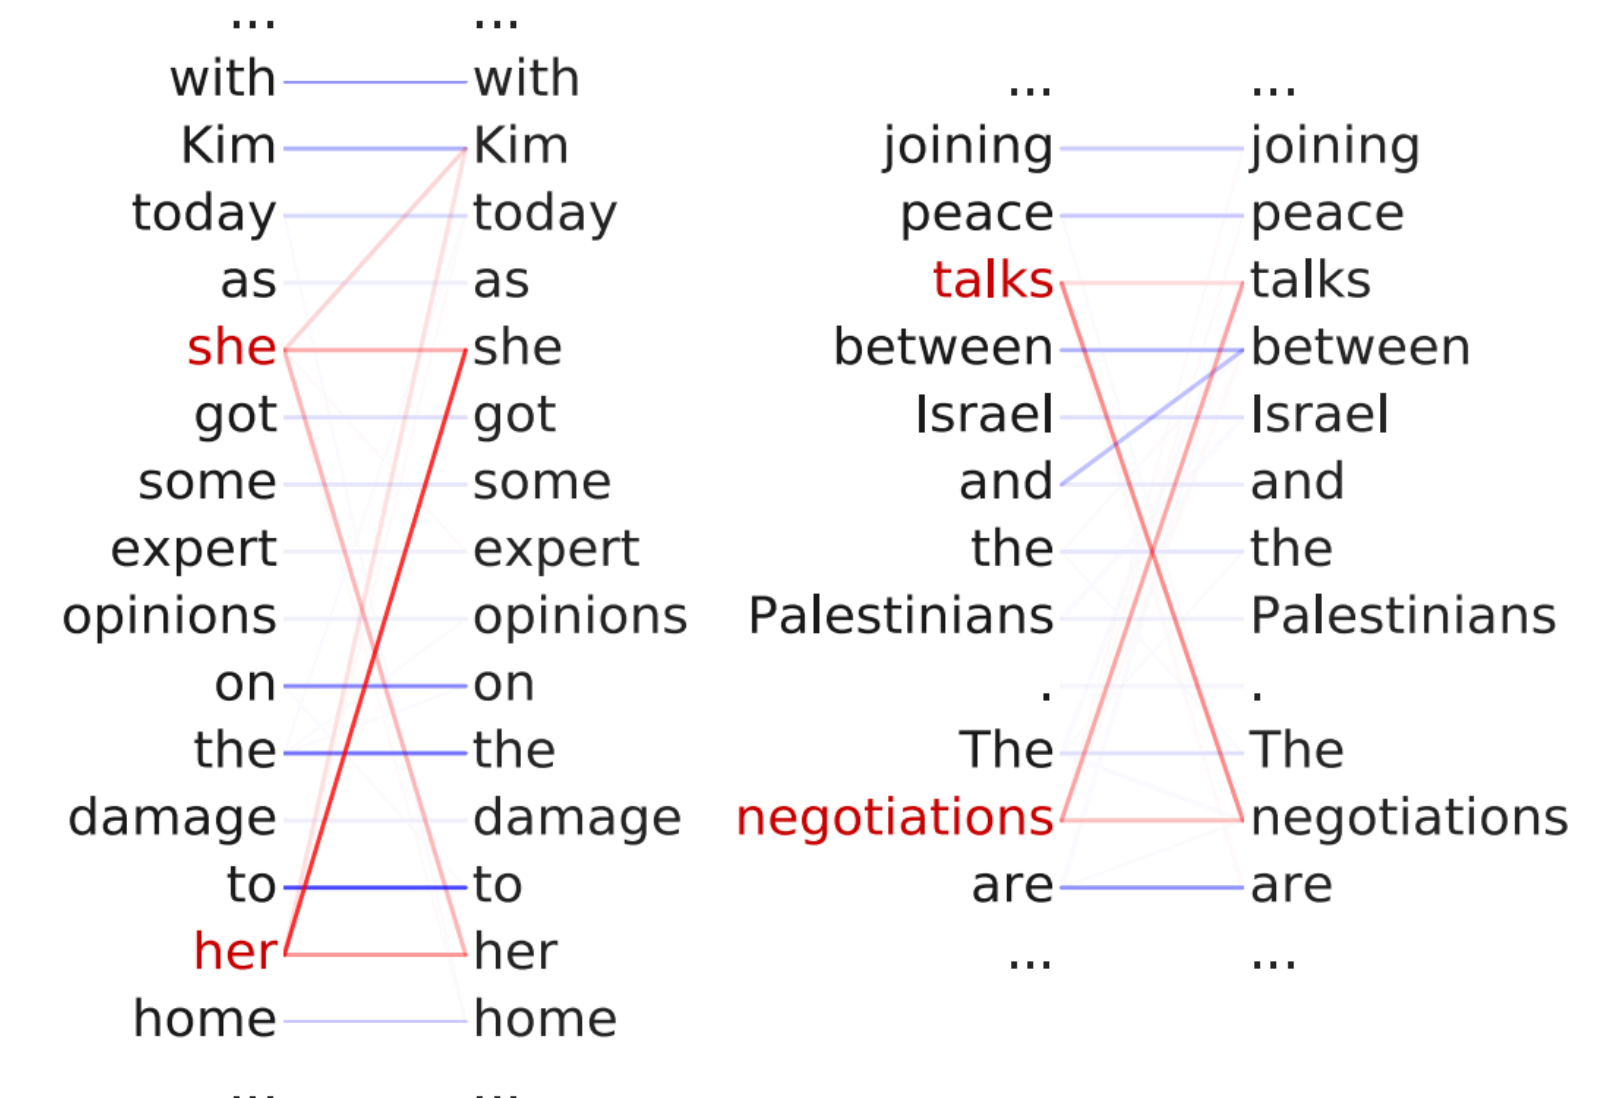 ... ...
with with
Kim Kim
today today
as as
she she
got got
some some
expert expert
opinions opinions
on on
the the
damage damage
to to
her her
home home
... ...
... ...
joining joining
peace peace
talks talks
between between
Israel Israel
and and
the the
Palestinians Palestinians
. .
The The
negotiations negotiations
are are
... ...